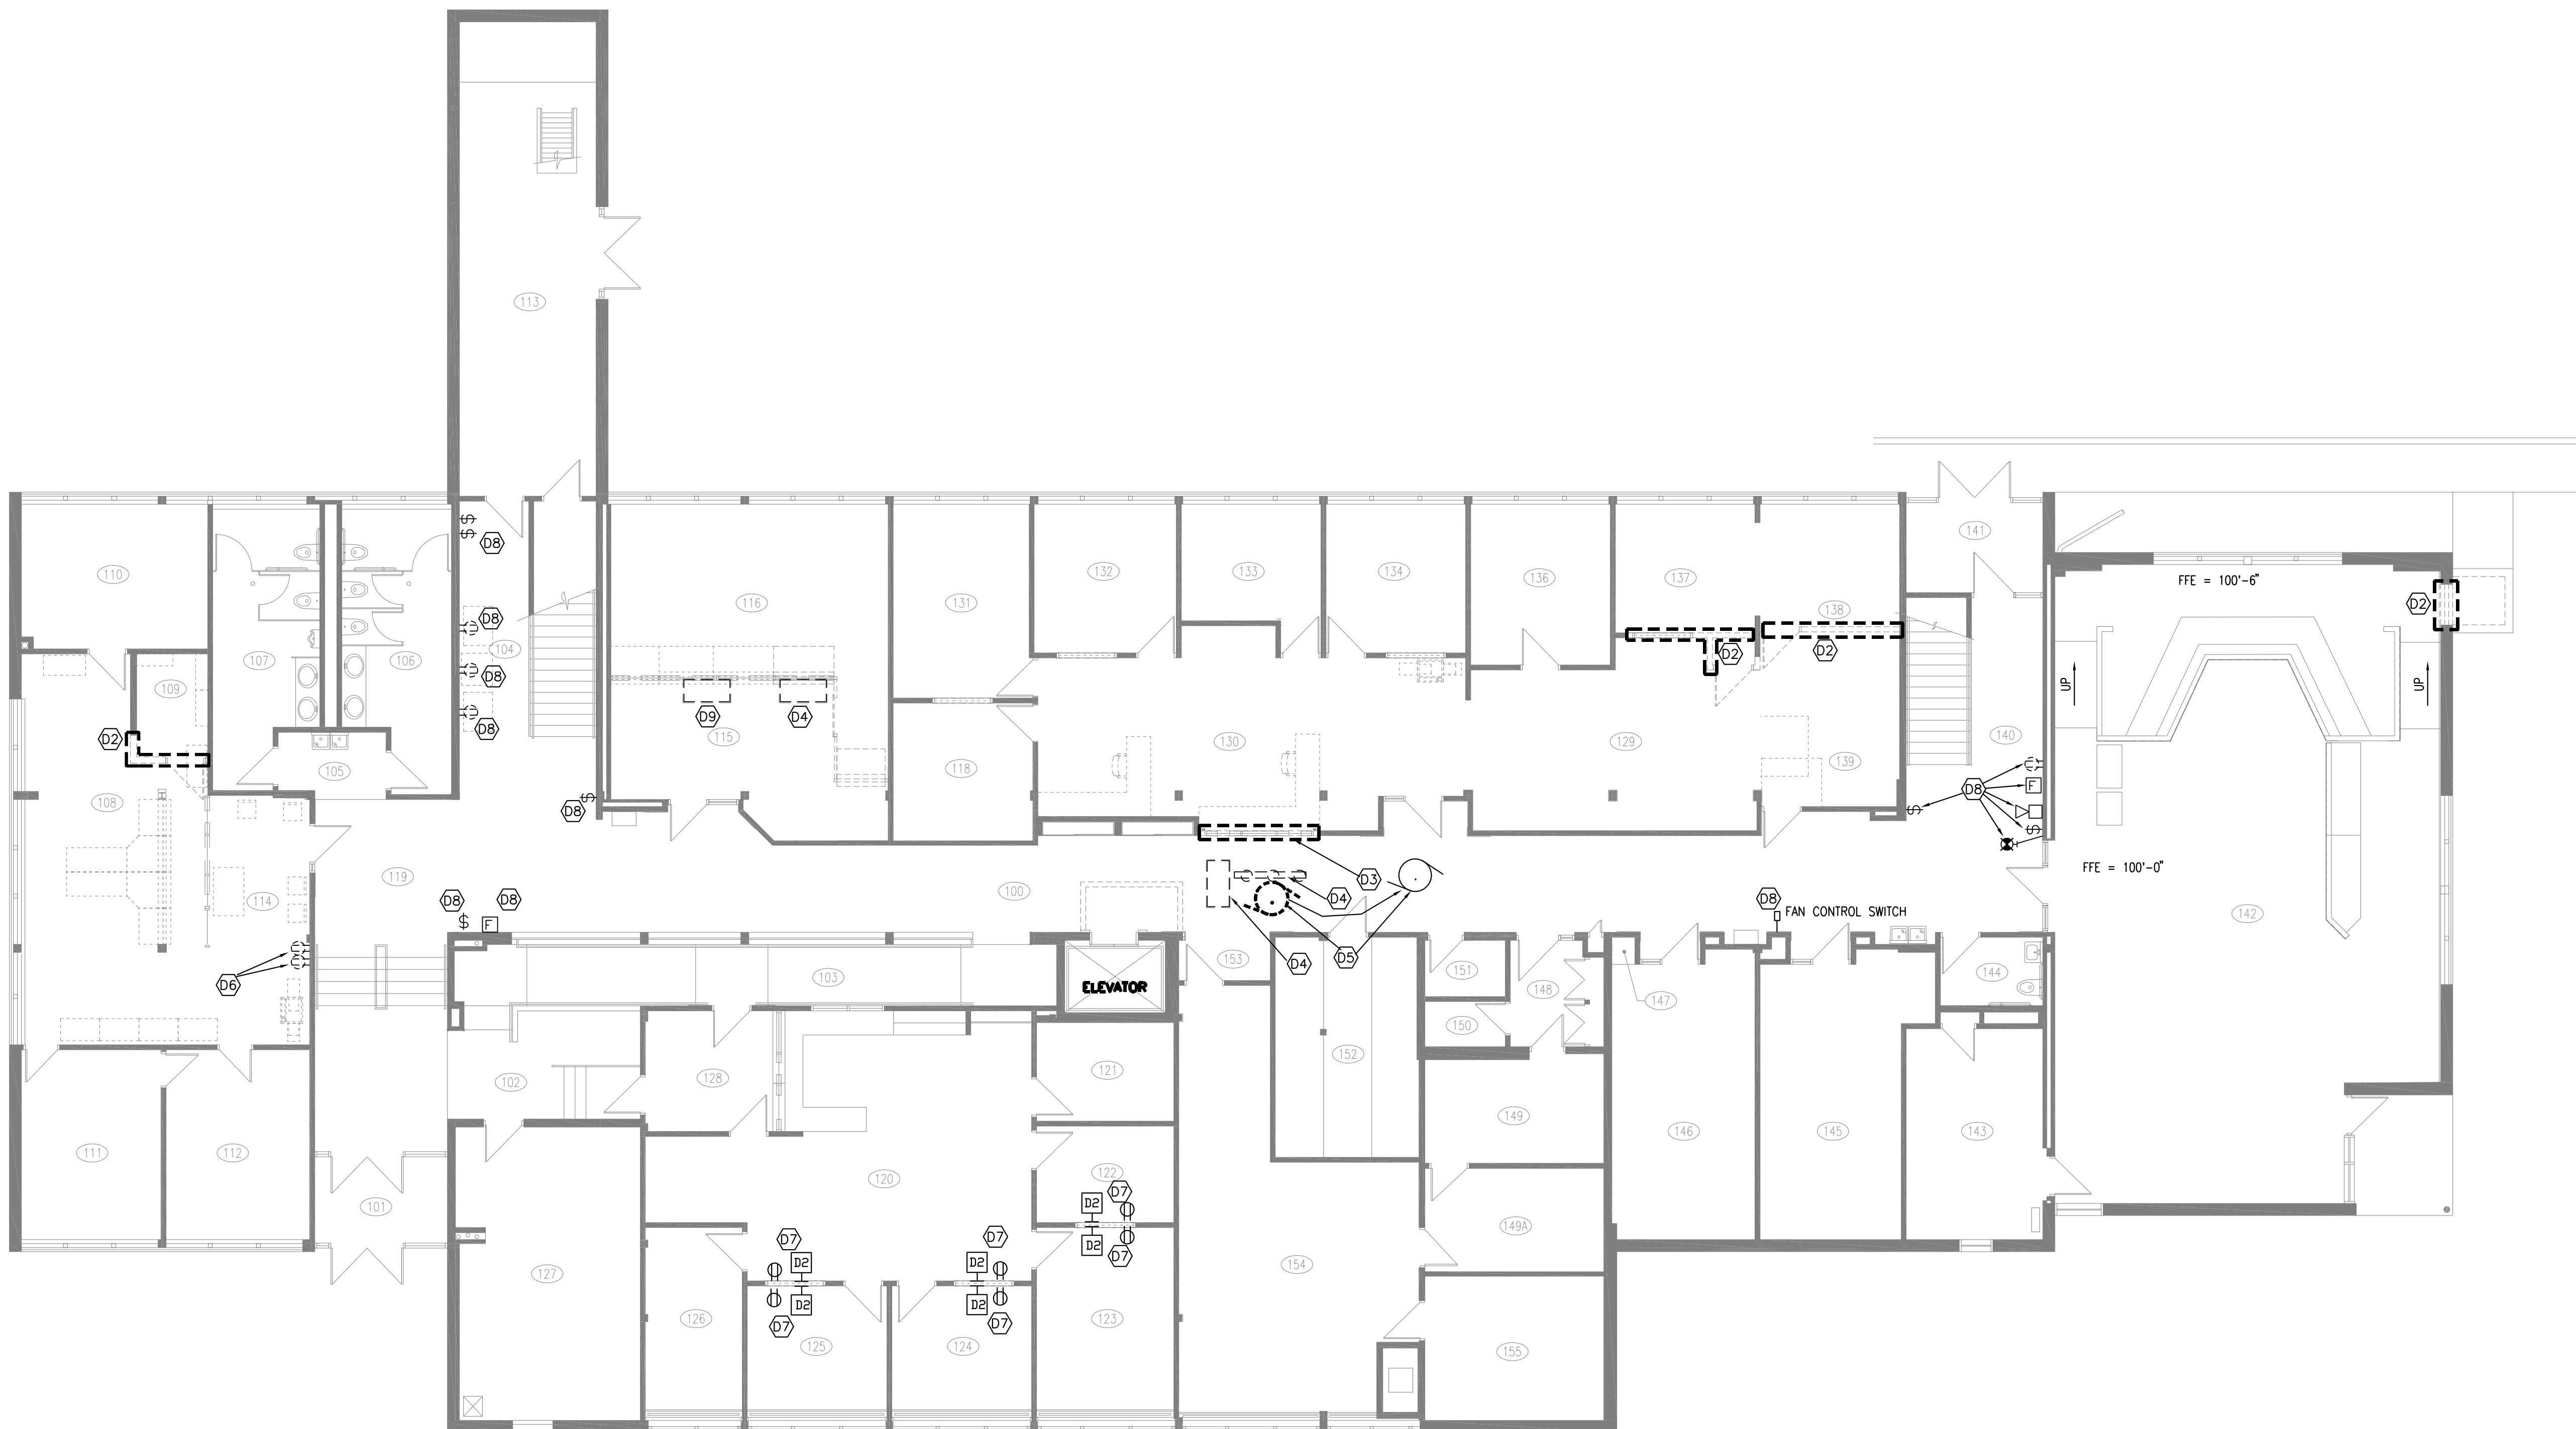 113
141
D8
110
107
106
D8
104
D8
D8
109
D2
105
108
116
131
132
133
134
136
137
138
D2
D2
FFE = 100'-6"
D2
UP
UP
D9
D4
115
118
130
129
139
140
D8
F
$
FFE = 100'-0"
142
D8
119
114
D8
D8
$
F
100
D3
D4
D4
D5
D8
FAN CONTROL SWITCH
D6
103
ELEVATOR
153
151
150
148
147
144
152
102
128
121
111
112
101
120
122
149
146
145
143
149A
127
126
125
124
123
154
155
D2
D7
D2
D7
D7
D2
D2
D7
D7
D2
D2
D7